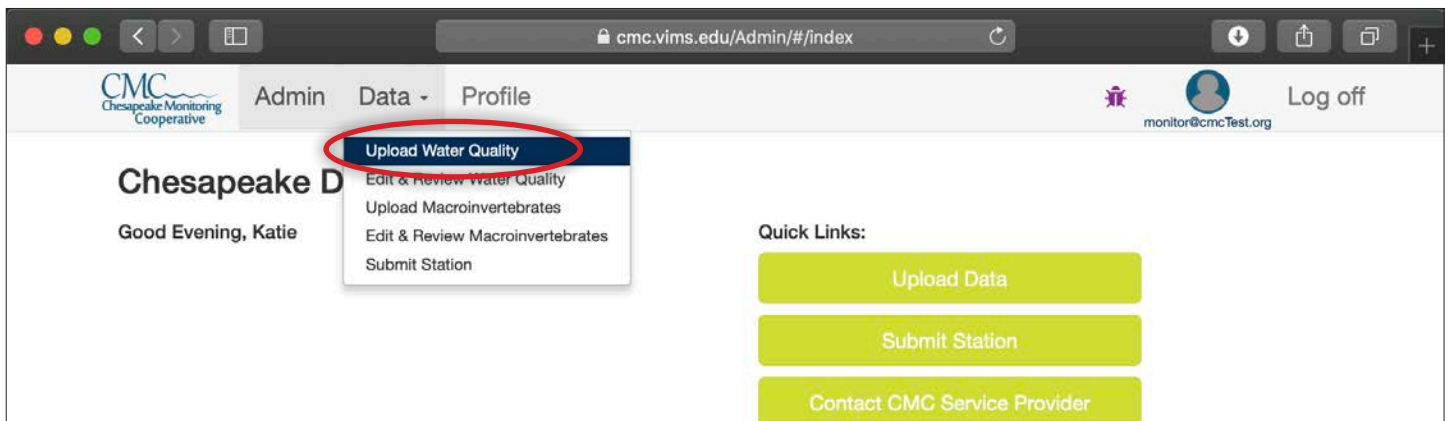 cmc.vims.edu/Admin/#/index
CMC
Chesapeake Monitoring
Cooperative
Admin Data Profile
monitor@cmcTest.org
Log off
Upload Water Quality
Edit & Review Water Quality
Upload Macroinvertebrates
Edit & Review Macroinvertebrates
Submit Station
Chesapeake D
Good Evening, Katie
Quick Links:
Upload Data
Submit Station
Contact CMC Service Provider